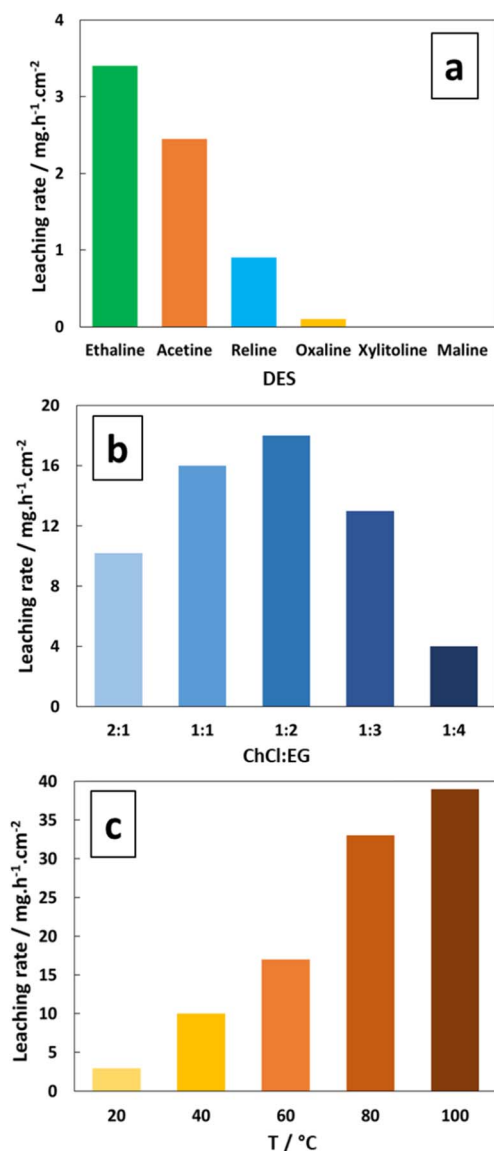 a
Leaching rate / mg.h⁻¹.cm⁻²
4
3
2
1
0
Ethaline Acetine Reline Oxaline Xylitoline Maline
DES
b
Leaching rate / mg.h⁻¹.cm⁻²
20
16
12
8
4
0
2:1 1:1 1:2 1:3 1:4
ChCl:EG
c
Leaching rate / mg.h⁻¹.cm⁻²
40
35
30
25
20
15
10
5
0
20 40 60 80 100
T / °C